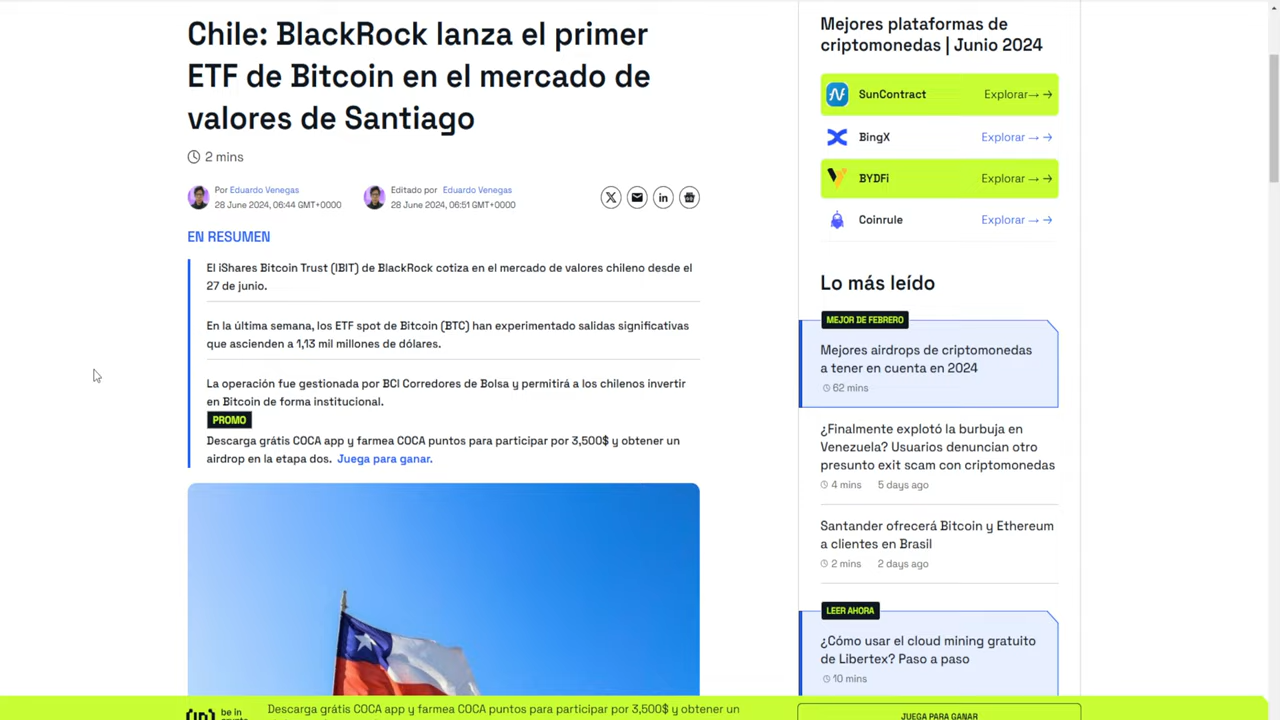 Chile: BlackRock lanza el primer
ETF de Bitcoin en el mercado de
valores de Santiago
2 mins
Por Eduardo Venegas
28 June 2024, 06:44 GMT+0000
Editado por Eduardo Venegas
28 June 2024, 06:51 GMT+0000
EN RESUMEN
El iShares Bitcoin Trust (IBIT) de BlackRock cotiza en el mercado de valores chileno desde el
27 de junio.
En la última semana, los ETF spot de Bitcoin (BTC) han experimentado salidas significativas
que ascienden a 1,13 mil millones de dólares.
La operación fue gestionada por BCI Corredores de Bolsa y permitirá a los chilenos invertir
en Bitcoin de forma institucional.
PROMO
Descarga grátis COCA app y farmea COCA puntos para participar por 3,500$ y obtener un
airdrop en la etapa dos. Juega para ganar.
Mejores plataformas de
criptomonedas | Junio 2024
SunContract Explorar→ →
BingX Explorar → →
BYDFi Explorar → →
Coinrule Explorar → →
Lo más leído
MEJOR DE FEBRERO
Mejores airdrops de criptomonedas
a tener en cuenta en 2024
62 mins
¿Finalmente explotó la burbuja en
Venezuela? Usuarios denuncian otro
presunto exit scam con criptomonedas
4 mins 5 days ago
Santander ofrecerá Bitcoin y Ethereum
a clientes en Brasil
2 mins 2 days ago
LEER AHORA
¿Cómo usar el cloud mining gratuito
de Libertex? Paso a paso
10 mins
be in
Descarga grátis COCA app y farmea COCA puntos para participar por 3,500$ y obtener un
JUEGA PARA GANAR